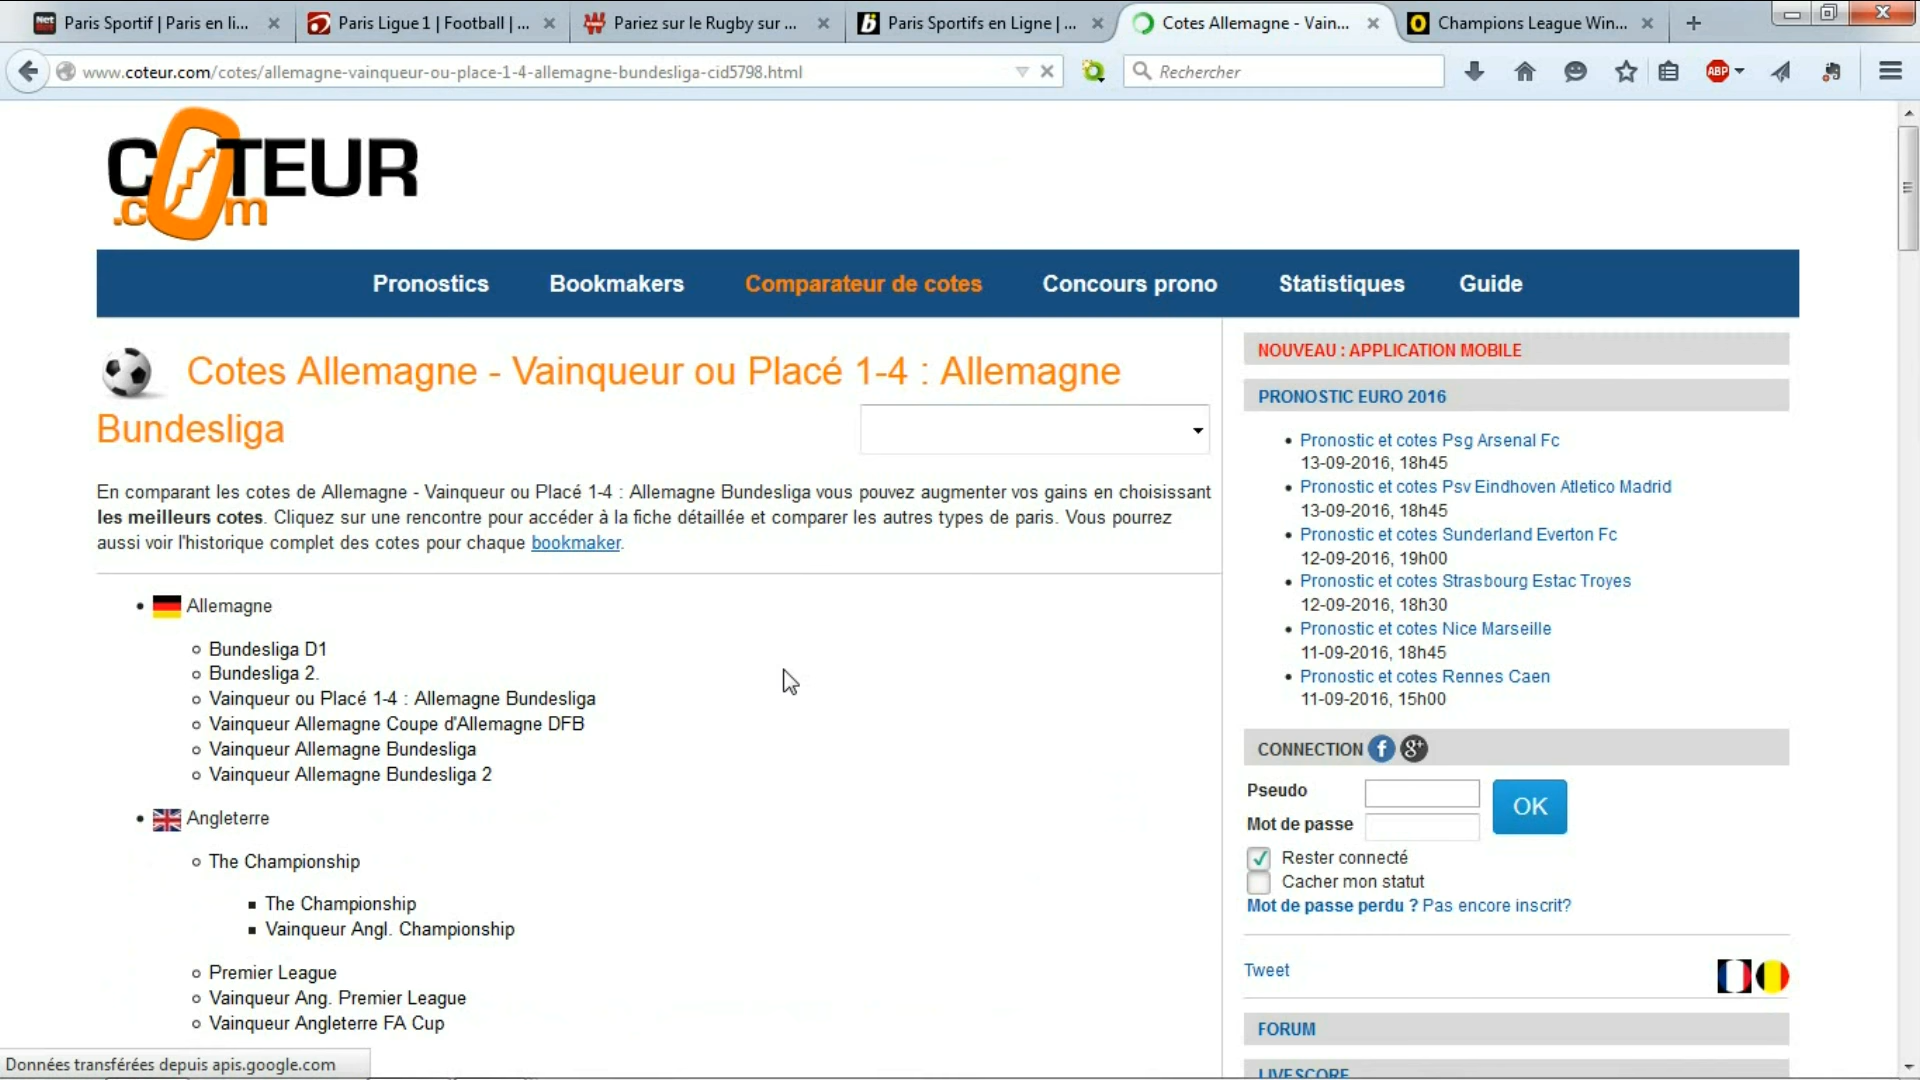 Paris Sportif | Paris en li...
Paris Ligue 1 | Football | ...
Pariez sur le Rugby sur ...
Paris Sportifs en Ligne | ...
Cotes Allemagne - Vain...
Champions League Win...
www.coteur.com/cotes/allemagne-vainqueur-ou-place-1-4-allemagne-bundesliga-cid5798.html
Rechercher
ABP
COTEUR
.com
Pronostics
Bookmakers
Comparateur de cotes
Concours prono
Statistiques
Guide
Cotes Allemagne - Vainqueur ou Placé 1-4 : Allemagne
Bundesliga
En comparant les cotes de Allemagne - Vainqueur ou Placé 1-4 : Allemagne Bundesliga vous pouvez augmenter vos gains en choisissant
les meilleurs cotes. Cliquez sur une rencontre pour accéder à la fiche détaillée et comparer les autres types de paris. Vous pourrez
aussi voir l'historique complet des cotes pour chaque bookmaker.
Allemagne
Bundesliga D1
Bundesliga 2.
Vainqueur ou Placé 1-4 : Allemagne Bundesliga
Vainqueur Allemagne Coupe d'Allemagne DFB
Vainqueur Allemagne Bundesliga
Vainqueur Allemagne Bundesliga 2
Angleterre
The Championship
The Championship
Vainqueur Angl. Championship
Premier League
Vainqueur Ang. Premier League
Vainqueur Angleterre FA Cup
NOUVEAU : APPLICATION MOBILE
PRONOSTIC EURO 2016
Pronostic et cotes Psg Arsenal Fc
13-09-2016, 18h45
Pronostic et cotes Psv Eindhoven Atletico Madrid
13-09-2016, 18h45
Pronostic et cotes Sunderland Everton Fc
12-09-2016, 19h00
Pronostic et cotes Strasbourg Estac Troyes
12-09-2016, 18h30
Pronostic et cotes Nice Marseille
11-09-2016, 18h45
Pronostic et cotes Rennes Caen
11-09-2016, 15h00
CONNECTION
Pseudo
Mot de passe
OK
Rester connecté
Cacher mon statut
Mot de passe perdu ? Pas encore inscrit?
Tweet
FORUM
LIVESCORE
Données transférées depuis apis.google.com